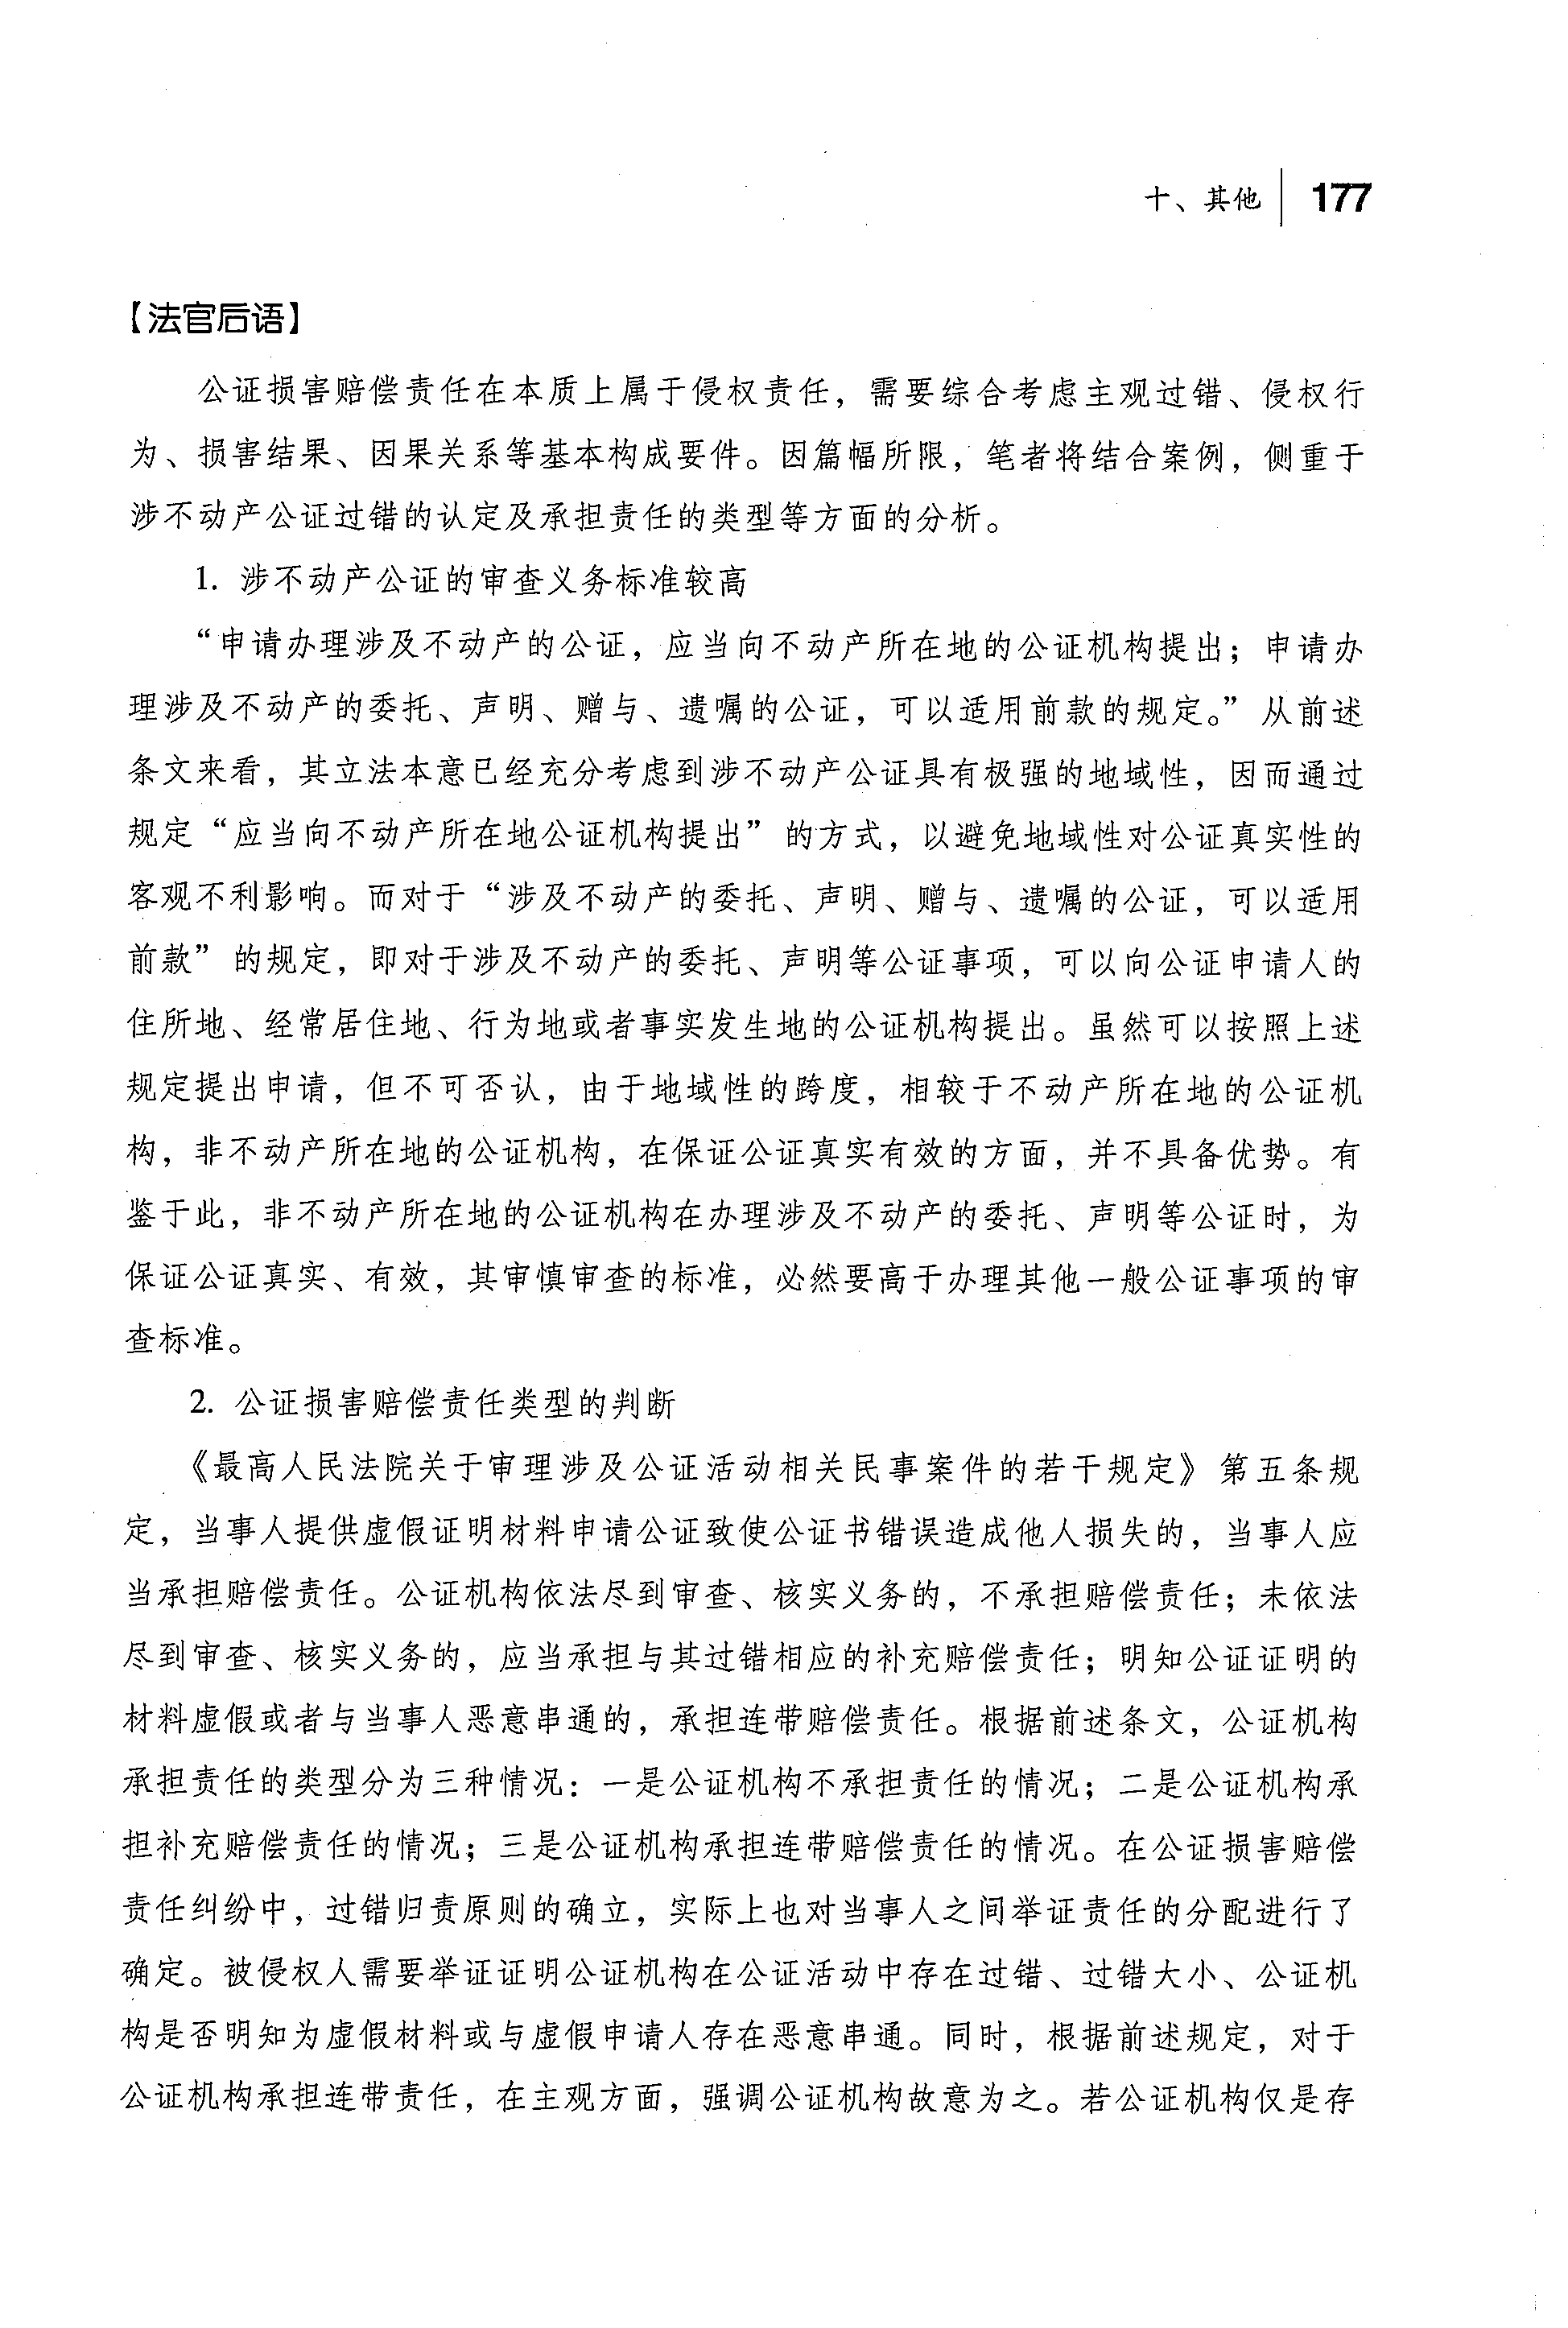 十、其他 177
【法官后语】
公证损害赔偿责任在本质上属于侵权责任，需要综合考虑主观过错、侵权行
为、损害结果、因果关系等基本构成要件。因篇幅所限，笔者将结合案例，侧重于
涉不动产公证过错的认定及承担责任的类型等方面的分析。
1. 涉不动产公证的审查义务标准较高
“申请办理涉及不动产的公证，应当向不动产所在地的公证机构提出；申请办
理涉及不动产的委托、声明、赠与、遗嘱的公证，可以适用前款的规定。”从前述
条文来看，其立法本意已经充分考虑到涉不动产公证具有极强的地域性，因而通过
规定“应当向不动产所在地公证机构提出”的方式，以避免地域性对公证真实性的
客观不利影响。而对于“涉及不动产的委托、声明、赠与、遗嘱的公证，可以适用
前款”的规定，即对于涉及不动产的委托、声明等公证事项，可以向公证申请人的
住所地、经常居住地、行为地或者事实发生地的公证机构提出。虽然可以按照上述
规定提出申请，但不可否认，由于地域性的跨度，相较于不动产所在地的公证机
构，非不动产所在地的公证机构，在保证公证真实有效的方面，并不具备优势。有
鉴于此，非不动产所在地的公证机构在办理涉及不动产的委托、声明等公证时，为
保证公证真实、有效，其审慎审查的标准，必然要高于办理其他一般公证事项的审
查标准。
2. 公证损害赔偿责任类型的判断
《最高人民法院关于审理涉及公证活动相关民事案件的若干规定》第五条规
定，当事人提供虚假证明材料申请公证致使公证书错误造成他人损失的，当事人应
当承担赔偿责任。公证机构依法尽到审查、核实义务的，不承担赔偿责任；未依法
尽到审查、核实义务的，应当承担与其过错相应的补充赔偿责任；明知公证证明的
材料虚假或者与当事人恶意串通的，承担连带赔偿责任。根据前述条文，公证机构
承担责任的类型分为三种情况：一是公证机构不承担责任的情况；二是公证机构承
担补充赔偿责任的情况；三是公证机构承担连带赔偿责任的情况。在公证损害赔偿
责任纠纷中，过错归责原则的确立，实际上也对当事人之间举证责任的分配进行了
确定。被侵权人需要举证证明公证机构在公证活动中存在过错、过错大小、公证机
构是否明知为虚假材料或与虚假申请人存在恶意串通。同时，根据前述规定，对于
公证机构承担连带责任，在主观方面，强调公证机构故意为之。若公证机构仅是存